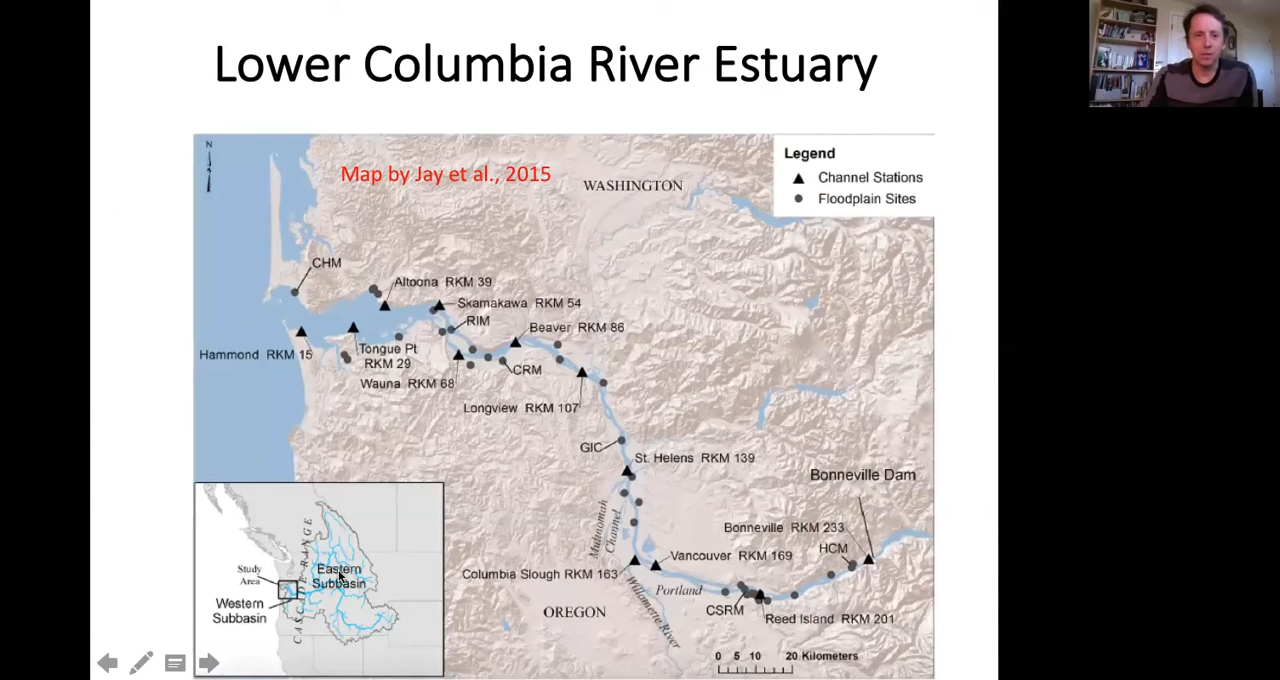 Lower Columbia River Estuary
N
Map by Jay et al., 2015
WASHINGTON
Legend
Channel Stations
Floodplain Sites
CHM
Altoona RKM 39
Skamakawa RKM 54
RIM
Beaver RKM 86
Hammond RKM 15
Tongue Pt
RKM 29
Wauna RKM 68
CRM
Longview RKM 107
GIC
St. Helens RKM 139
Bonneville Dam
Multnomah
Channel
Bonneville RKM 233
HCM
Vancouver RKM 169
Columbia Slough RKM 163
Portland
Willamette River
OREGON
CSRM
Reed Island RKM 201
0 5 10 20 Kilometers
CASCADE RANGE
Study
Area
Eastern
Subbasin
Western
Subbasin